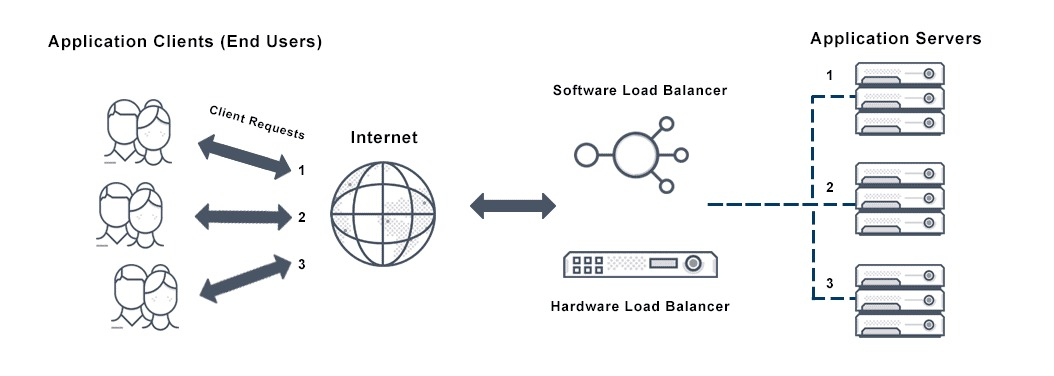 Application Clients (End Users)
Client Requests
1
2
3
Internet
Software Load Balancer
Hardware Load Balancer
Application Servers
1
2
3